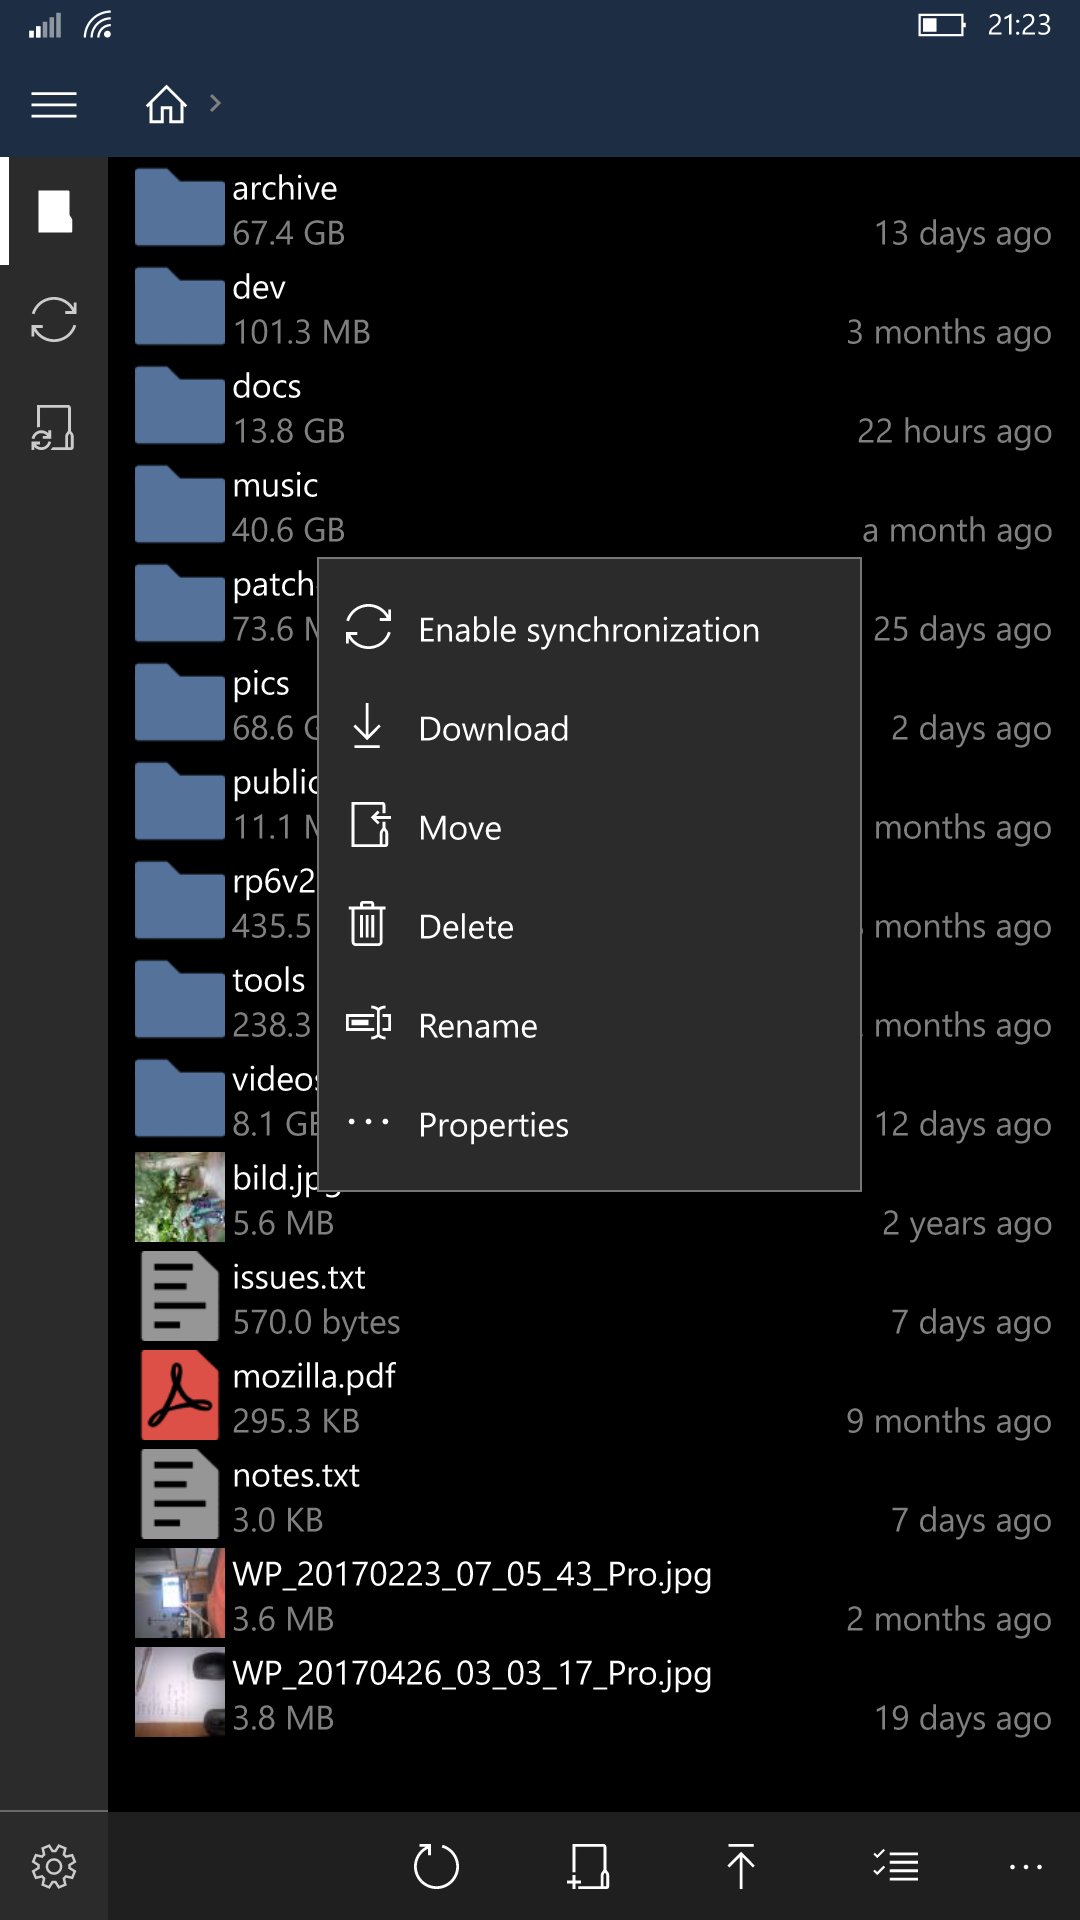 21:23
archive
67.4 GB
13 days ago
dev
101.3 MB
3 months ago
docs
13.8 GB
22 hours ago
music
40.6 GB
a month ago
patch
73.6
25 days ago
pics
68.6
2 days ago
public
11.1
months ago
rp6v2
435.5
months ago
tools
238.3
months ago
videos
8.1 GB
12 days ago
Enable synchronization
Download
Move
Delete
Rename
Properties
bild.jpg
5.6 MB
2 years ago
issues.txt
570.0 bytes
7 days ago
mozilla.pdf
295.3 KB
9 months ago
notes.txt
3.0 KB
7 days ago
WP_20170223_07_05_43_Pro.jpg
3.6 MB
2 months ago
WP_20170426_03_03_17_Pro.jpg
3.8 MB
19 days ago